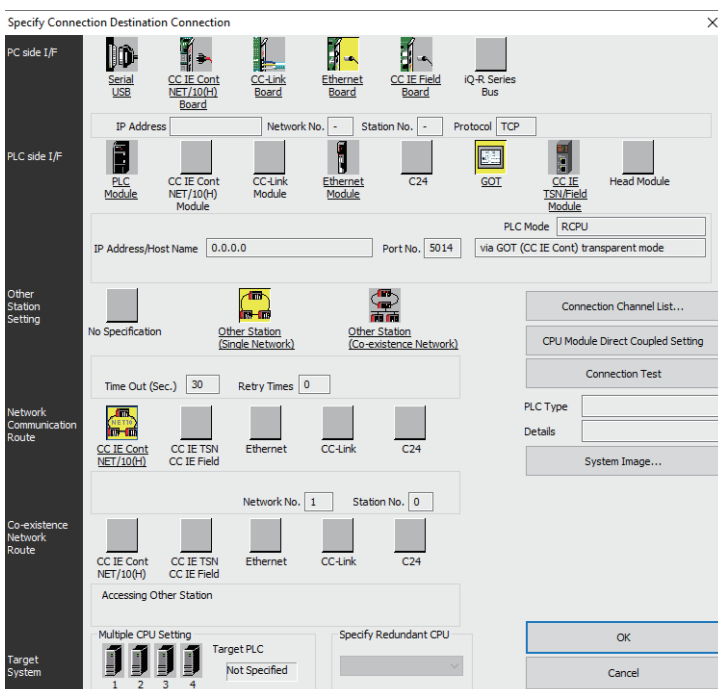 Specify Connection Destination Connection
PC side I/F
Serial
USB
CC IE Cont
NET/10(H)
Board
CC-Link
Board
Ethernet
Board
CC IE Field
Board
iQ-R Series
Bus
IP Address
Network No. -
Station No. -
Protocol TCP
PLC side I/F
PLC
Module
CC IE Cont
NET/10(H)
Module
CC-Link
Module
Ethernet
Module
C24
GOT
CC IE
TSN/Field
Module
Head Module
PLC Mode RCPU
IP Address/Host Name 0.0.0.0
Port No. 5014
via GOT (CC IE Cont) transparent mode
Other
Station
Setting
No Specification
Other Station
(Single Network)
Other Station
(Co-existence Network)
Time Out (Sec.) 30
Retry Times 0
Connection Channel List...
CPU Module Direct Coupled Setting
Connection Test
PLC Type
Details
System Image...
Network
Communication
Route
NET10
CC IE Cont
NET/10(H)
CC IE TSN
CC IE Field
Ethernet
CC-Link
C24
Network No. 1
Station No. 0
Co-existence
Network
Route
CC IE Cont
NET/10(H)
CC IE TSN
CC IE Field
Ethernet
CC-Link
C24
Accessing Other Station
Target
System
Multiple CPU Setting
1 2 3 4
Target PLC
Not Specified
Specify Redundant CPU
OK
Cancel